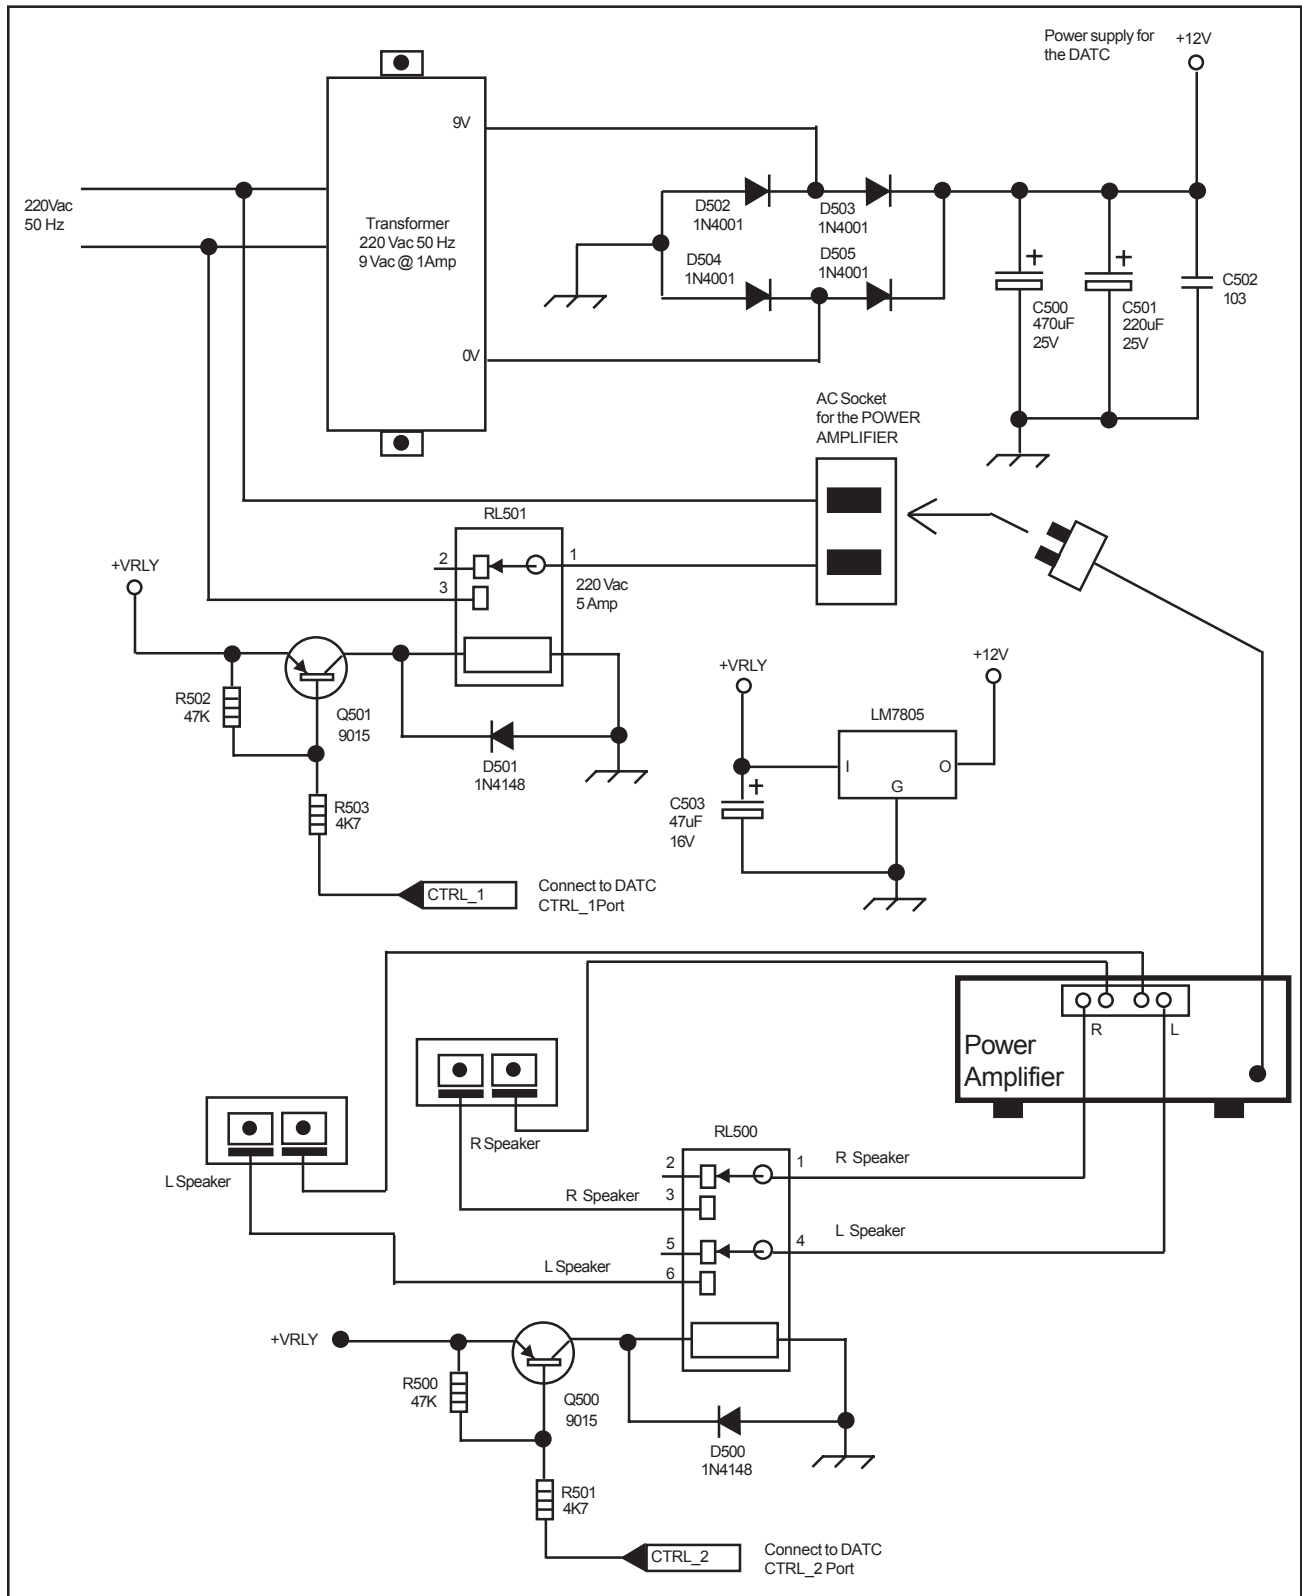 Power supply for
the DATC
+12V
9V
220Vac
50 Hz
Transformer
220 Vac 50 Hz
9 Vac @ 1Amp
D502
1N4001
D503
1N4001
D504
1N4001
D505
1N4001
+
C500
470uF
25V
+
C501
220uF
25V
C502
103
0V
AC Socket
for the POWER
AMPLIFIER
RL501
2
3
1
220 Vac
5 Amp
+VRLY
R502
47K
Q501
9015
D501
1N4148
R503
4K7
CTRL_1
Connect to DATC
CTRL_1Port
+VRLY
+12V
LM7805
I
O
G
+
C503
47uF
16V
R
L
Power
Amplifier
R Speaker
L Speaker
RL500
2
3
1
R Speaker
R Speaker
5
6
4
L Speaker
L Speaker
+VRLY
R500
47K
Q500
9015
D500
1N4148
R501
4K7
CTRL_2
Connect to DATC
CTRL_2 Port